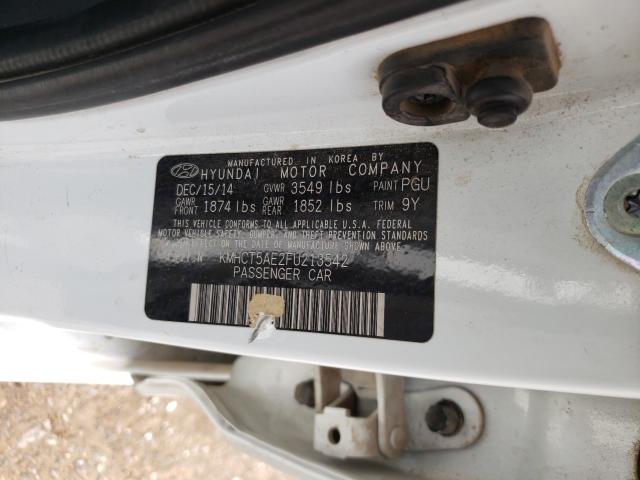 MANUFACTURED IN KOREA BY
HYUNDAI MOTOR COMPANY
DEC/15/14 GVWR 3549 lbs PAINT PGU
GAWR FRONT 1874 lbs GAWR REAR 1852 lbs TRIM 9Y
THIS VEHICLE CONFORMS TO ALL APPLICABLE U.S.A. FEDERAL
MOTOR VEHICLE SAFETY, BUMPER, AND THEFT PREVENTION STANDARDS
IN EFFECT ON THE DATE OF MANUFACTURE SHOWN ABOVE.
KMHCT5AE2FU213542
PASSENGER CAR